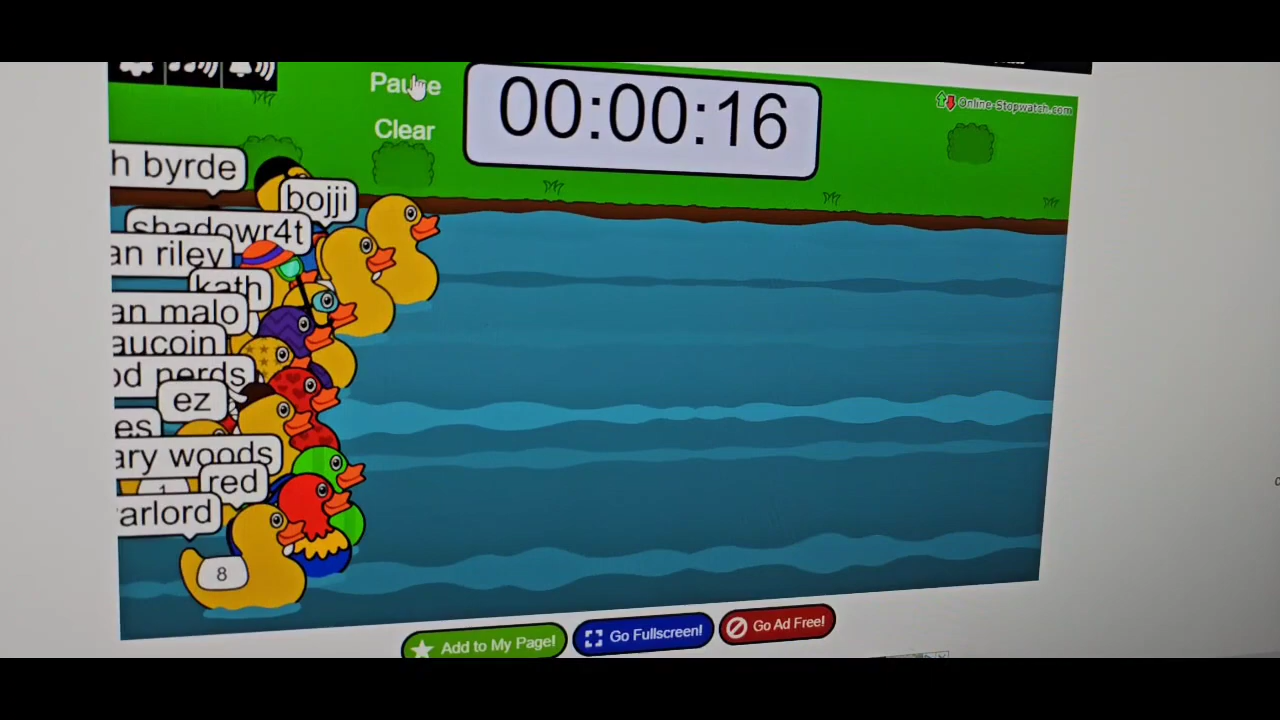 Pause
Clear
00:00:16
Online-Stopwatch.com
h byrde
bojji
shadowr4t
an riley
kath
an malo
aucoin
od nerds
ez
es
ary woods
1
red
arlord
8
Add to My Page!
Go Fullscreen!
Go Ad Free!